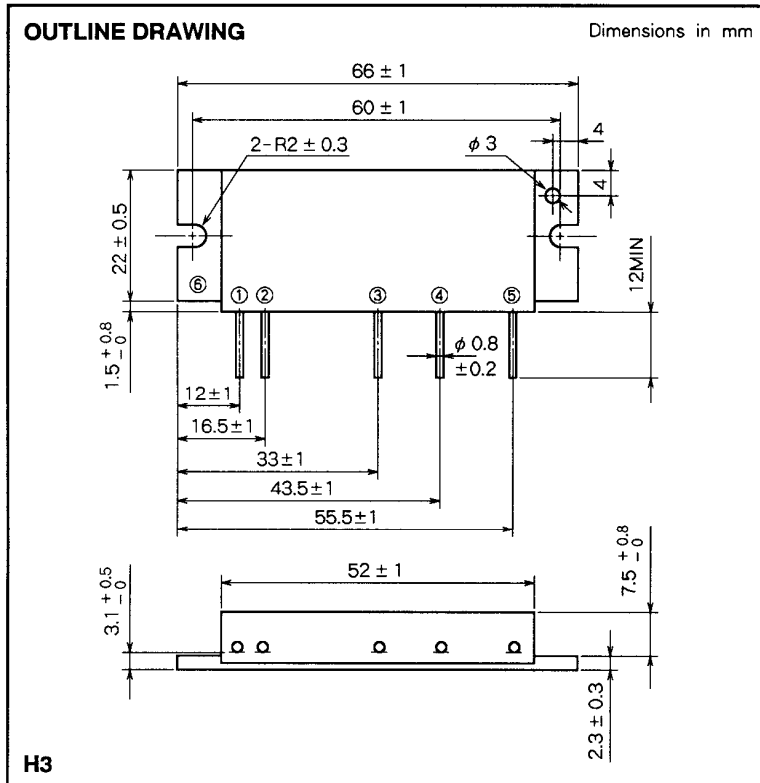 OUTLINE DRAWING
Dimensions in mm
66 ± 1
60 ± 1
4
2-R2 ± 0.3
φ 3
4
22 ± 0.5
12MIN
⑥
① ② ③ ④ ⑤
1.5 +0.8 -0
φ 0.8
±0.2
12±1
16.5±1
33±1
43.5±1
55.5±1
52 ± 1
7.5 +0.8 -0
3.1 +0.5 -0
2.3 ± 0.3
H3